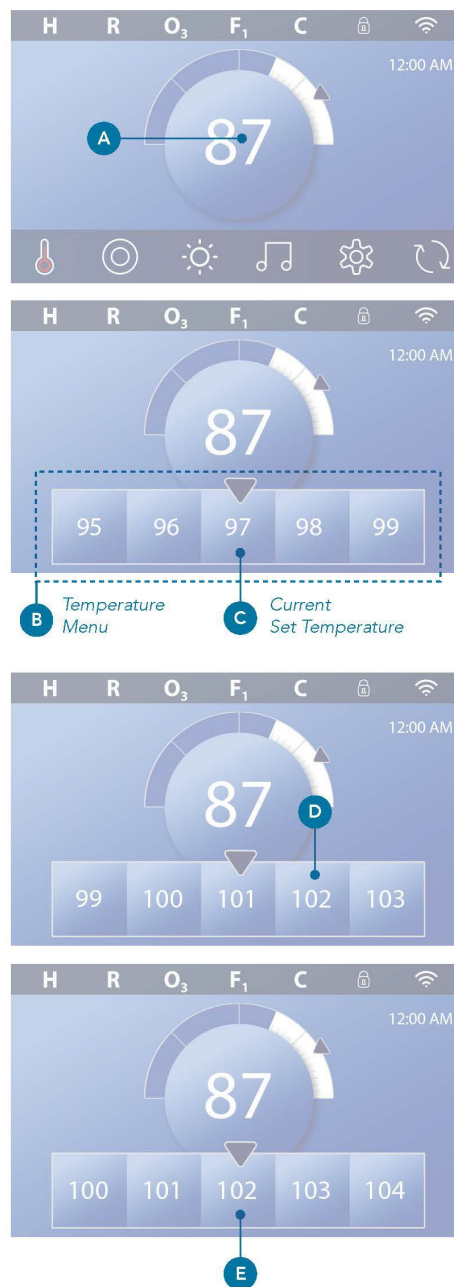 H R O₃ F₁ C
12:00 AM
87
A
H R O₃ F₁ C
12:00 AM
87
95 96 97 98 99
B Temperature Menu
C Current Set Temperature
H R O₃ F₁ C
12:00 AM
87
D
99 100 101 102 103
H R O₃ F₁ C
12:00 AM
87
100 101 102 103 104
E